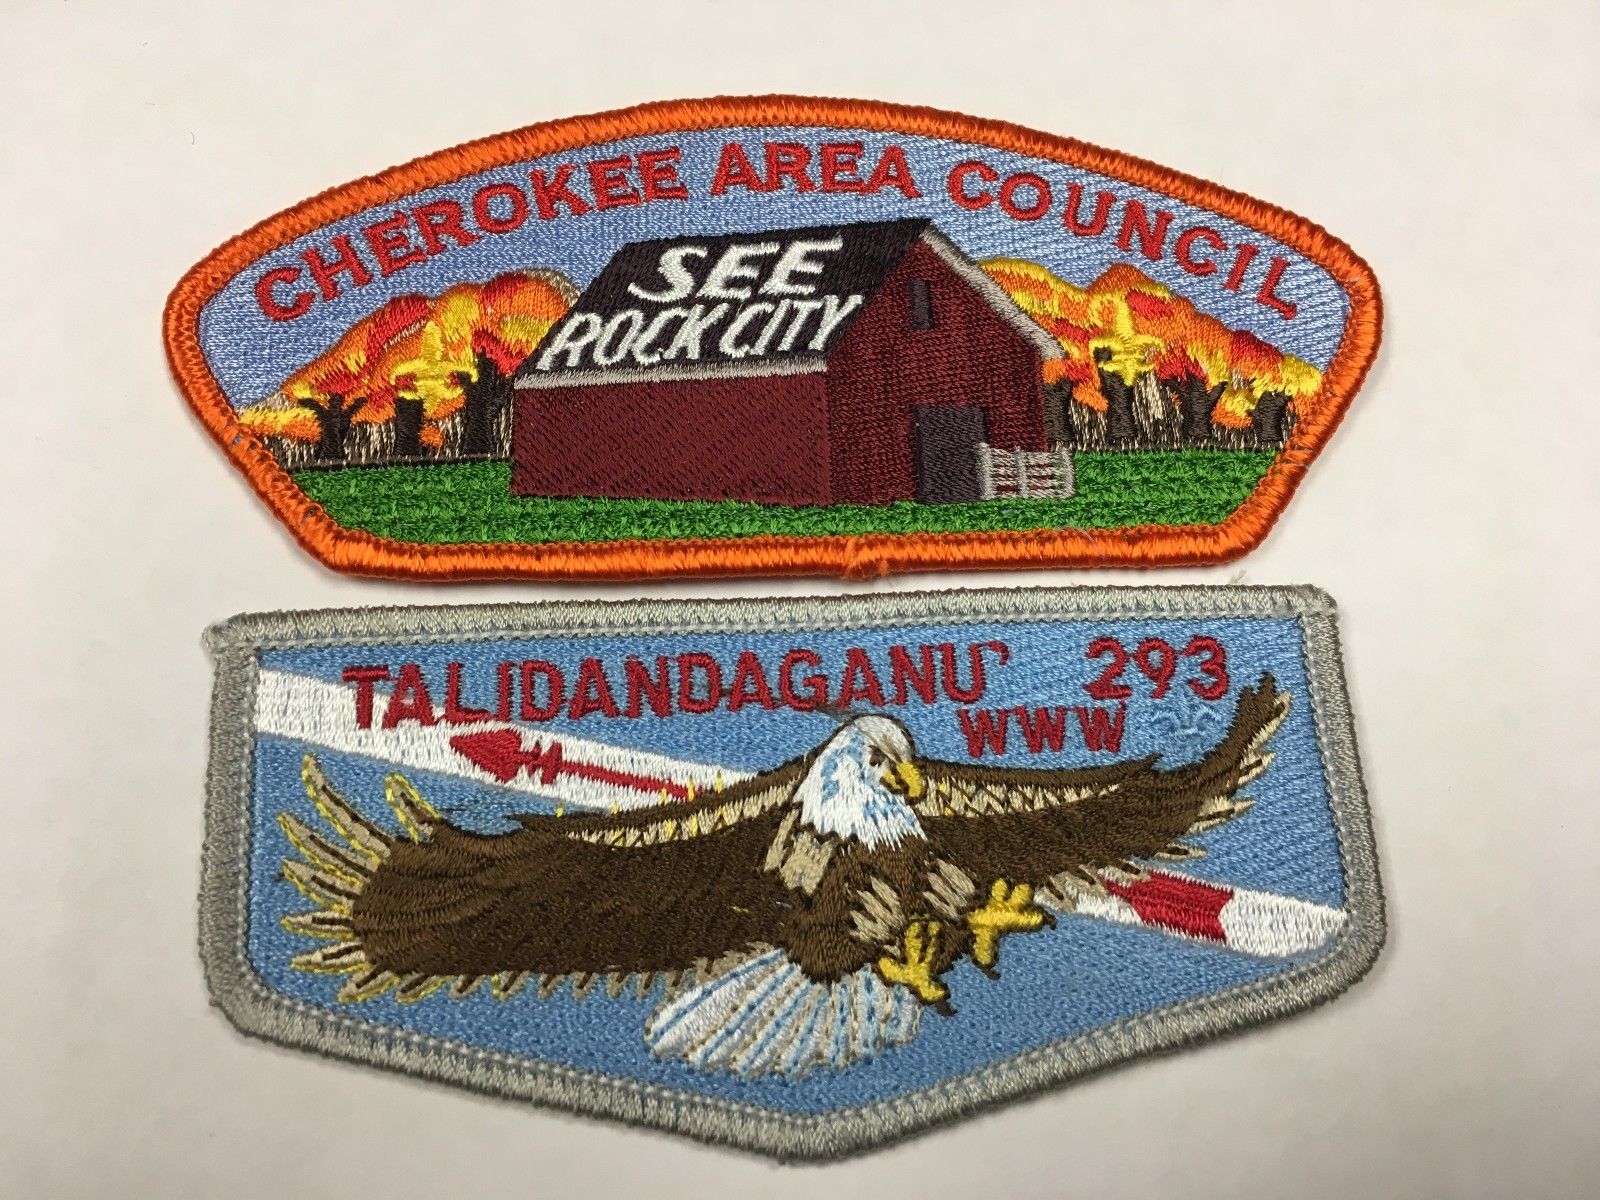 CHEROKEE AREA COUNCIL
SEE
ROCK CITY
TALIDANDAGANU' 293
WWW